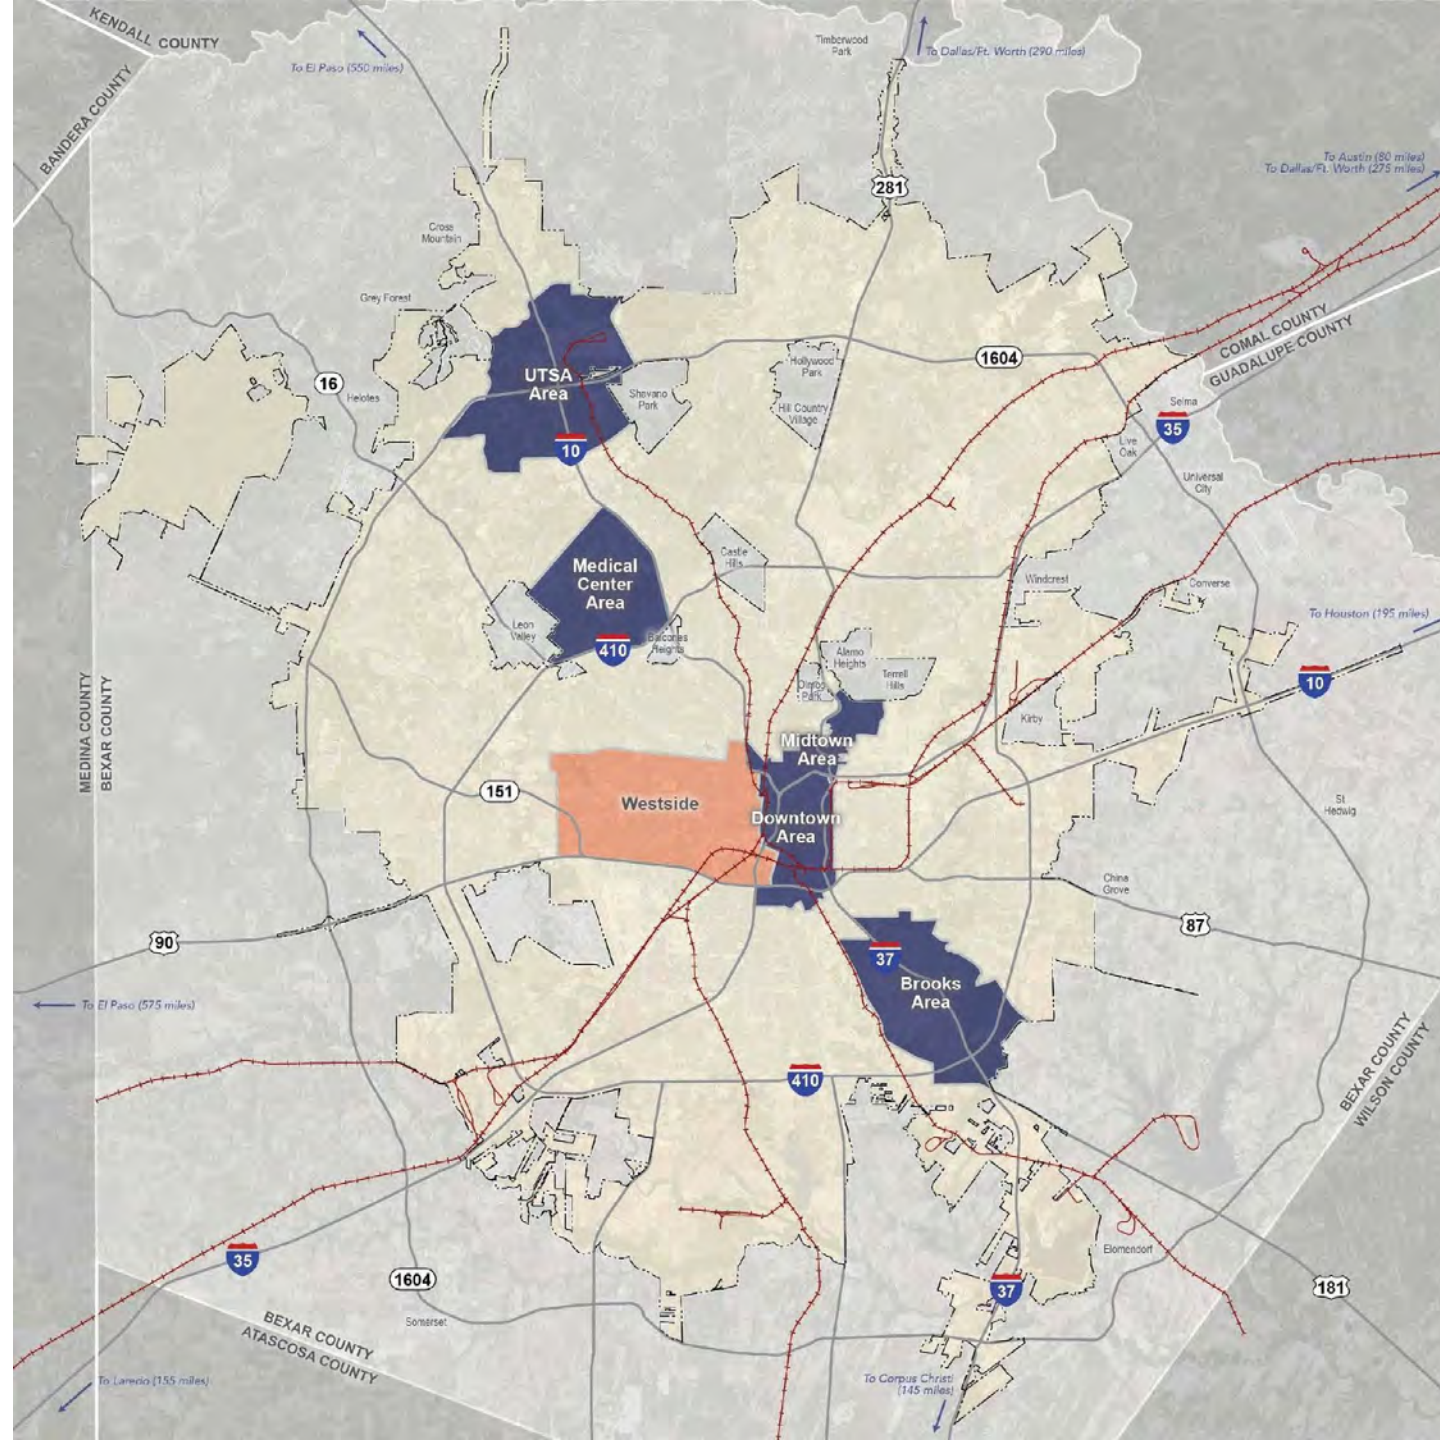 KENDALL COUNTY
BANDERA COUNTY
To El Paso (550 miles)
Timberwood
Park
To Dallas/Ft. Worth (290 miles)
To Austin (80 miles)
To Dallas/Ft. Worth (275 miles)
281
Cross
Mountain
Grey Forest
COMAL COUNTY
GUADALUPE COUNTY
1604
Hollywood
Park
UTSA
Area
16
Helotes
Shavano
Park
Hill Country
Village
Selma
35
Live
Oak
10
Universal
City
Castle
Hills
Medical
Center
Area
Windcrest
Converse
To Houston (195 miles)
Leon
Valley
410
Balcones
Heights
Alamo
Heights
Terrell
Hills
Olmos
Park
10
Kirby
MEDINA COUNTY
BEXAR COUNTY
Midtown
Area
151
Westside
Downtown
Area
St.
Hedwig
China
Grove
90
87
37
Brooks
Area
To El Paso (575 miles)
410
BEXAR COUNTY
WILSON COUNTY
35
1604
Elemendorf
37
181
Somerset
BEXAR COUNTY
ATASCOSA COUNTY
To Laredo (155 miles)
To Corpus Christi
(145 miles)